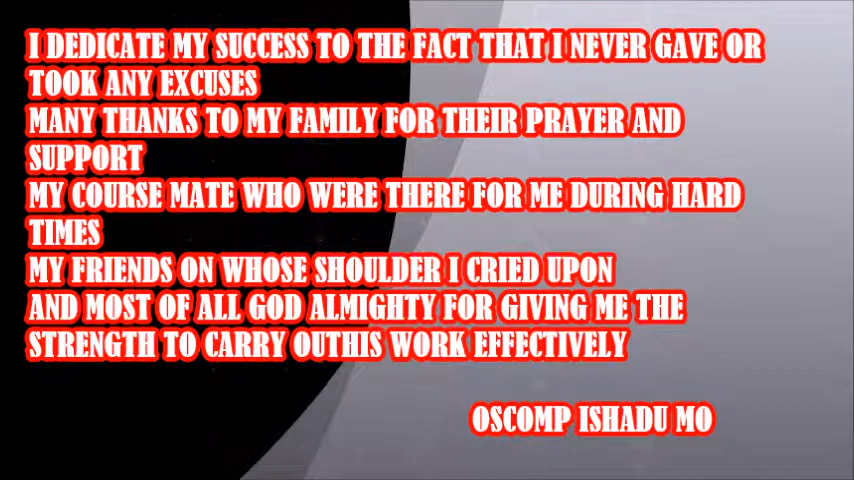 I DEDICATE MY SUCCESS TO THE FACT THAT I NEVER GAVE OR
TOOK ANY EXCUSES
MANY THANKS TO MY FAMILY FOR THEIR PRAYER AND
SUPPORT
MY COURSE MATE WHO WERE THERE FOR ME DURING HARD
TIMES
MY FRIENDS ON WHOSE SHOULDER I CRIED UPON
AND MOST OF ALL GOD ALMIGHTY FOR GIVING ME THE
STRENGTH TO CARRY OUTHIS WORK EFFECTIVELY
OSCOMP ISHADU MO